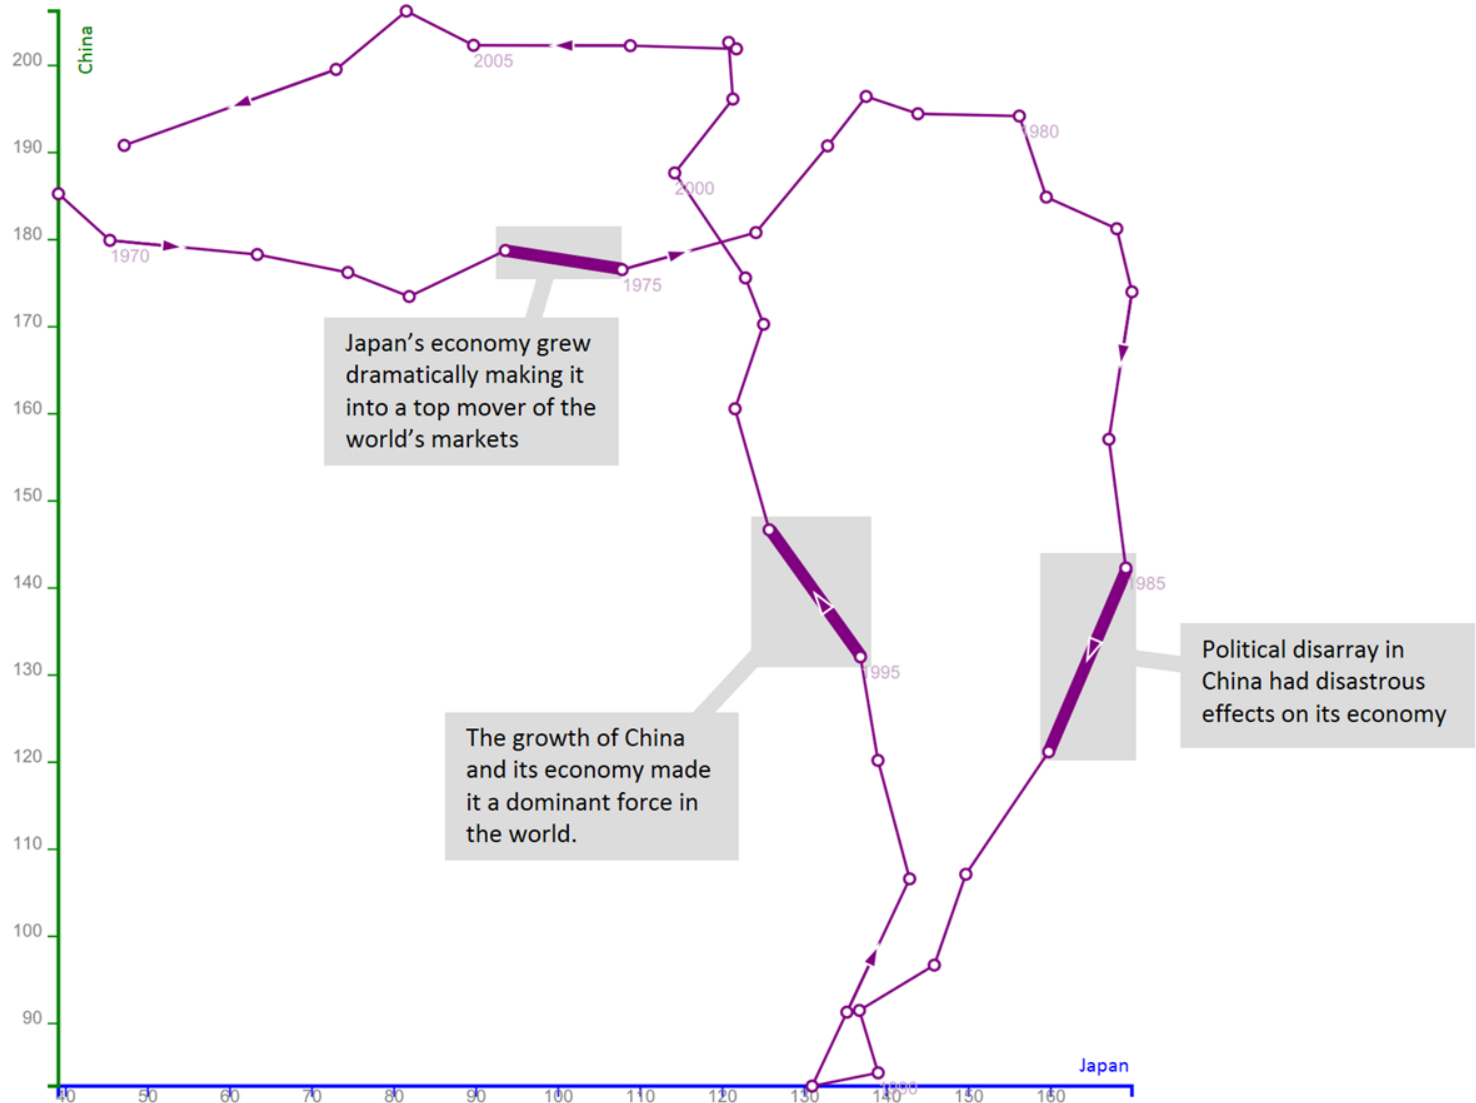 China
200
190
180
170
160
150
140
130
120
110
100
90
2005
1980
2000
1970
1975
Japan's economy grew
dramatically making it
into a top mover of the
world's markets
1985
Political disarray in
China had disastrous
effects on its economy
1995
The growth of China
and its economy made
it a dominant force in
the world.
Japan
1990
40 50 60 70 80 90 100 110 120 130 140 150 160